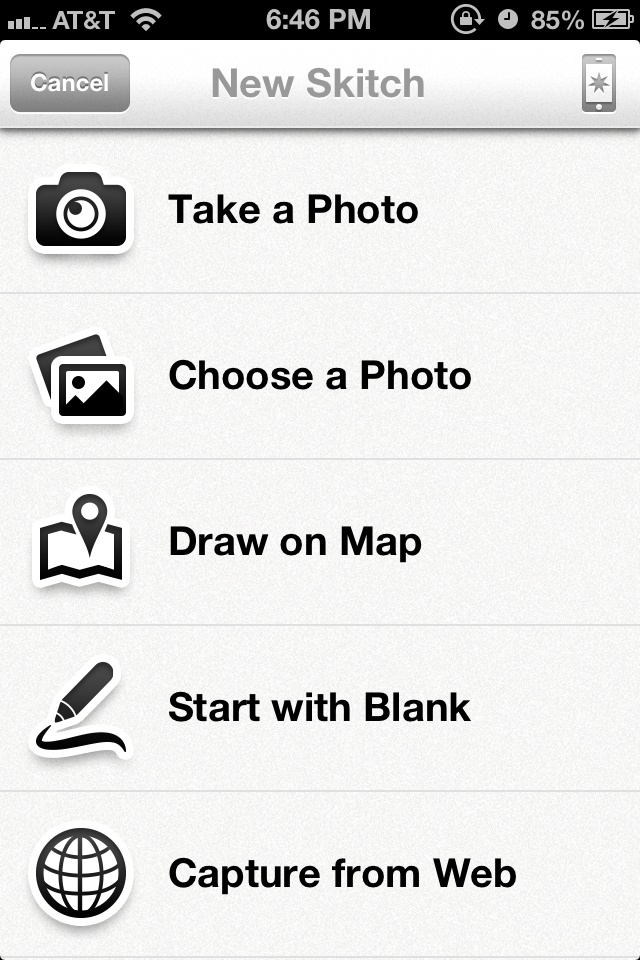 AT&T 6:46 PM 85%
Cancel New Skitch
Take a Photo
Choose a Photo
Draw on Map
Start with Blank
Capture from Web